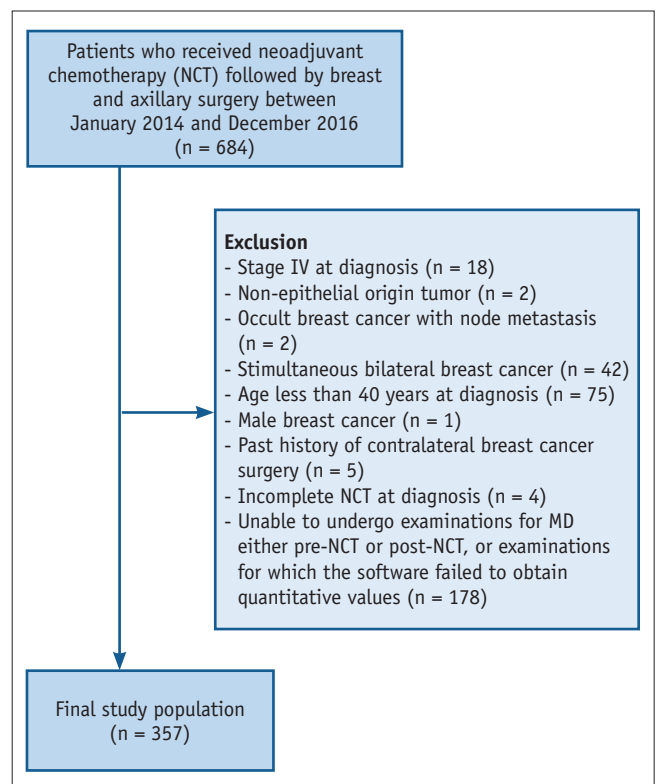 Patients who received neoadjuvant
chemotherapy (NCT) followed by breast
and axillary surgery between
January 2014 and December 2016
(n = 684)
Exclusion
- Stage IV at diagnosis (n = 18)
- Non-epithelial origin tumor (n = 2)
- Occult breast cancer with node metastasis
(n = 2)
- Stimultaneous bilateral breast cancer (n = 42)
- Age less than 40 years at diagnosis (n = 75)
- Male breast cancer (n = 1)
- Past history of contralateral breast cancer
surgery (n = 5)
- Incomplete NCT at diagnosis (n = 4)
- Unable to undergo examinations for MD
either pre-NCT or post-NCT, or examinations
for which the software failed to obtain
quantitative values (n = 178)
Final study population
(n = 357)